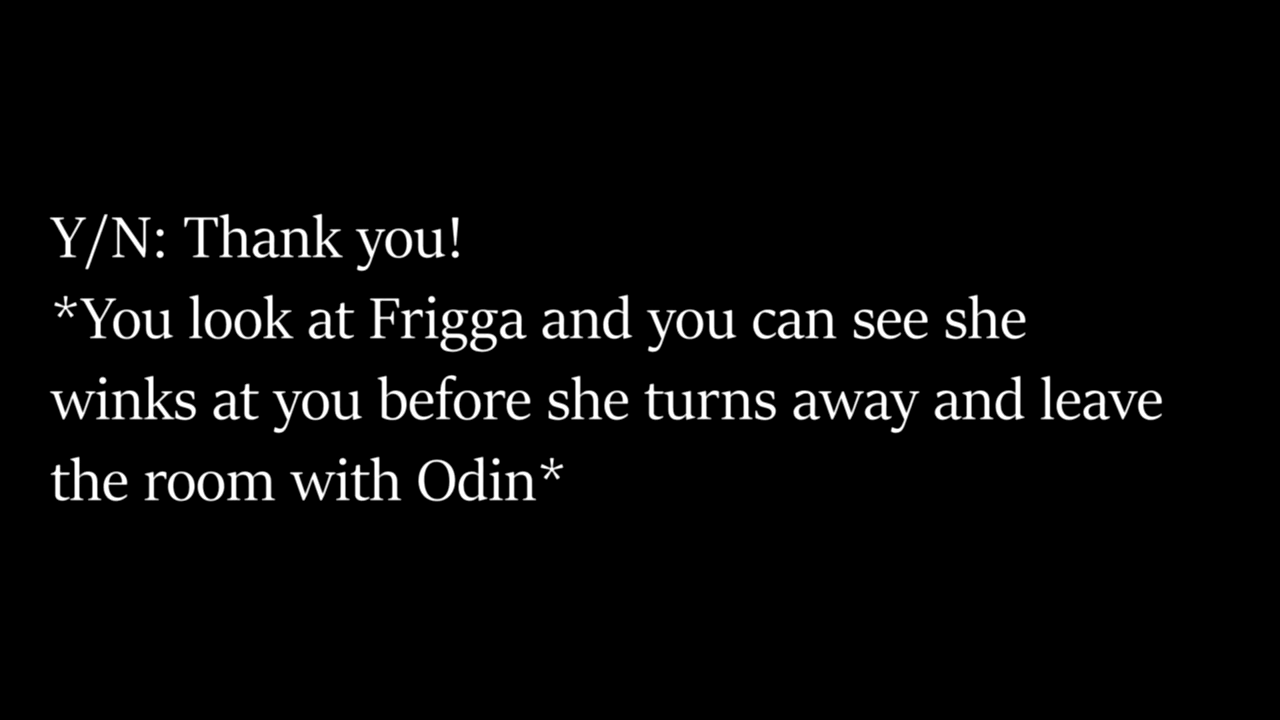 Y/N: Thank you!
*You look at Frigga and you can see she
winks at you before she turns away and leave
the room with Odin*